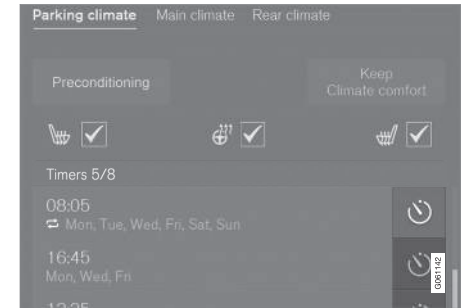 Parking climate Main climate Rear climate
Preconditioning
Keep
Climate comfort
Timers 5/8
08:05
Mon, Tue, Wed, Fri, Sat, Sun
16:45
Mon, Wed, Fri
G061142